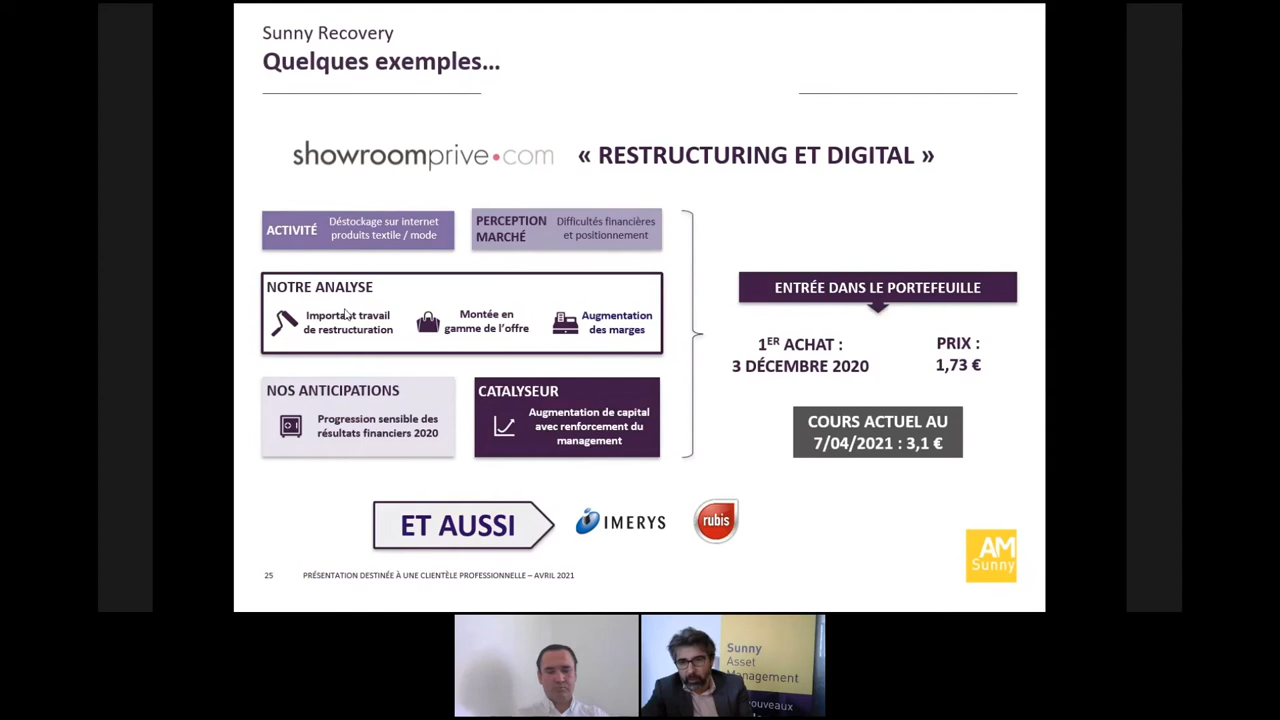 Sunny Recovery
Quelques exemples...
showroomprive.com
« RESTRUCTURING ET DIGITAL »
ACTIVITÉ
Déstockage sur internet
produits textile / mode
PERCEPTION
MARCHÉ
Difficultés financières
et positionnement
NOTRE ANALYSE
Important travail
de restructuration
Montée en
gamme de l'offre
Augmentation
des marges
NOS ANTICIPATIONS
Progression sensible des
résultats financiers 2020
CATALYSEUR
Augmentation de capital
avec renforcement du
management
ENTRÉE DANS LE PORTEFEUILLE
1ER ACHAT :
3 DÉCEMBRE 2020
PRIX :
1,73 €
COURS ACTUEL AU
7/04/2021 : 3,1 €
ET AUSSI
IMERYS
rubis
AM
Sunny
25
PRÉSENTATION DESTINÉE À UNE CLIENTÈLE PROFESSIONNELLE – AVRIL 2021
Sunny
Asset
Management